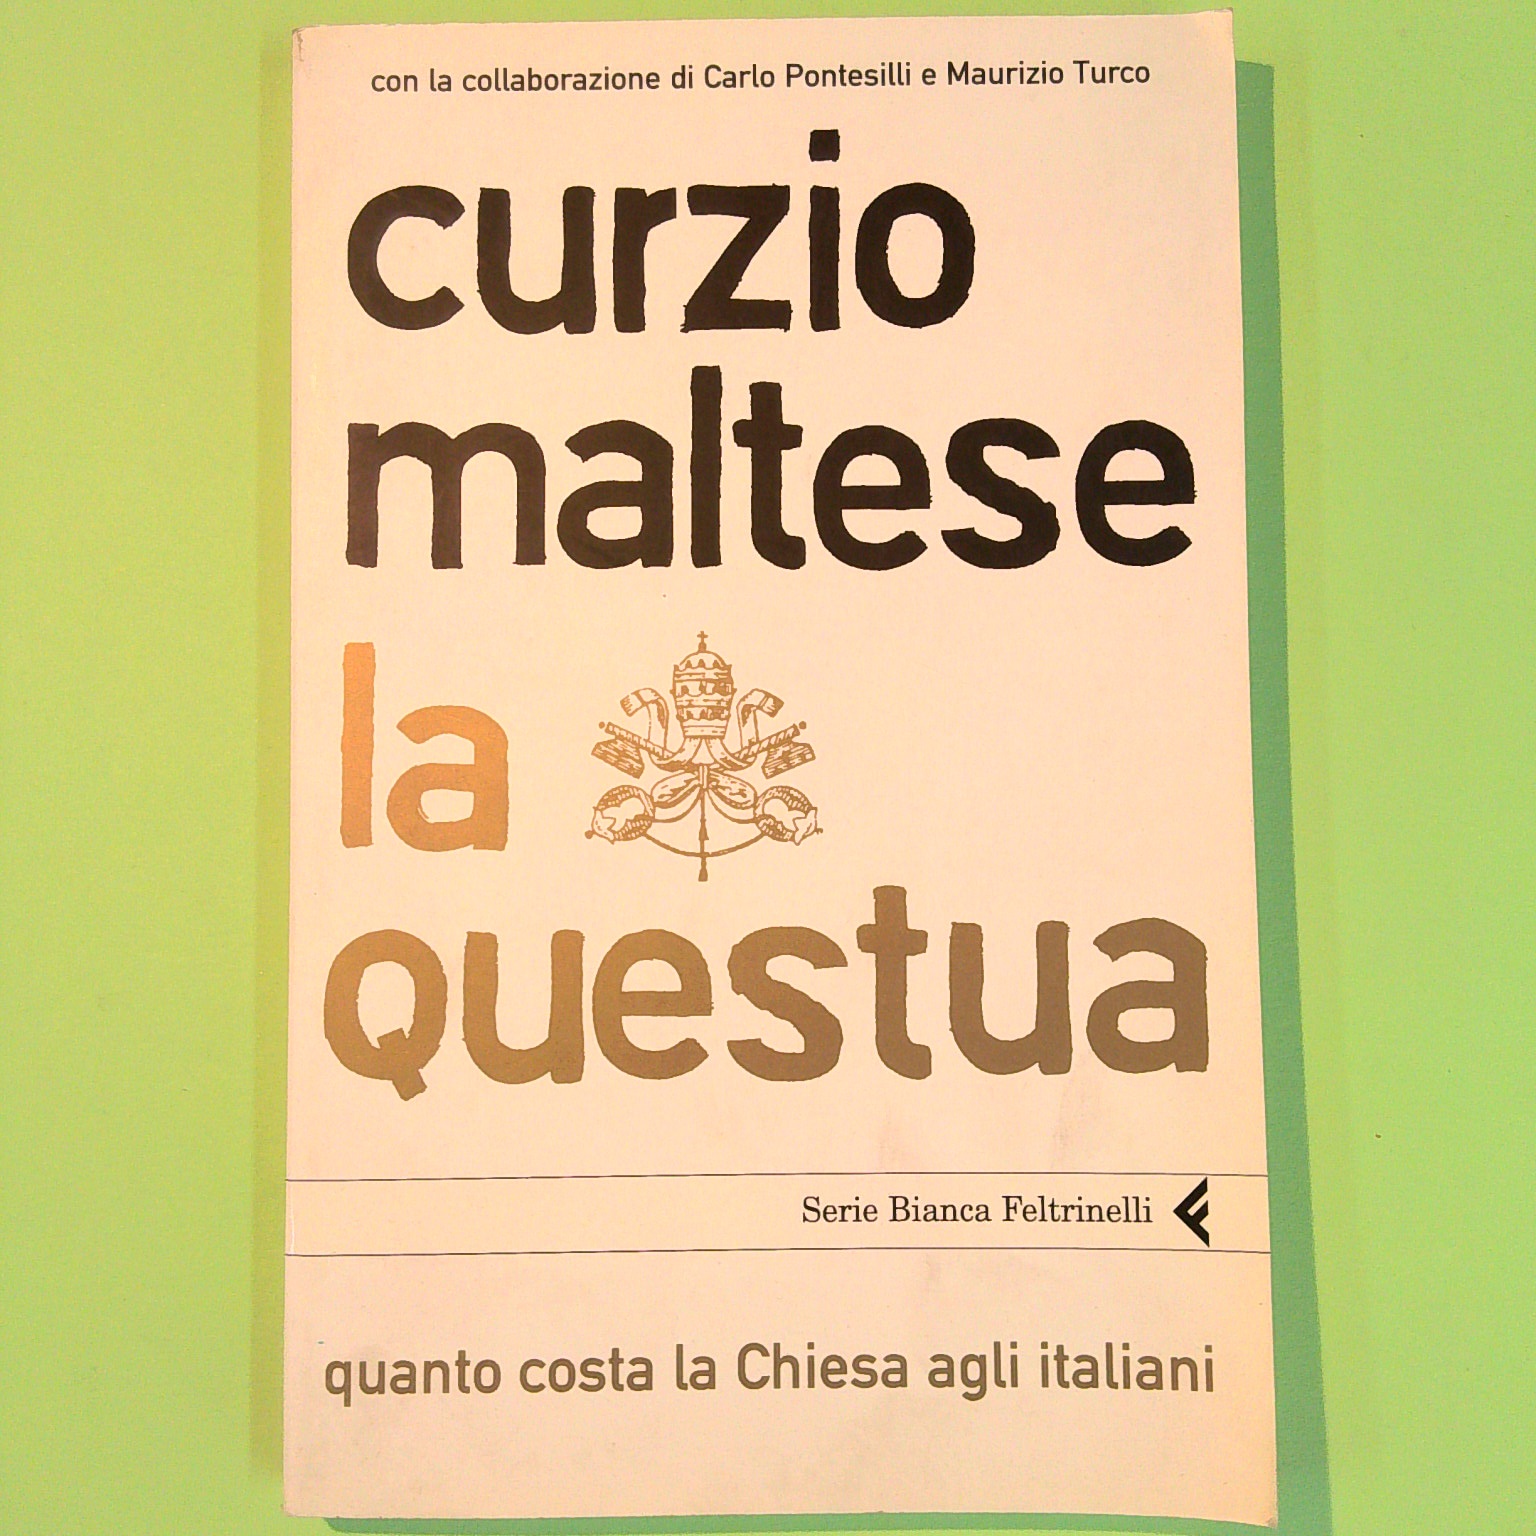 con la collaborazione di Carlo Pontesilli e Maurizio Turco
curzio
maltese
la
questua
Serie Bianca Feltrinelli
quanto costa la Chiesa agli italiani